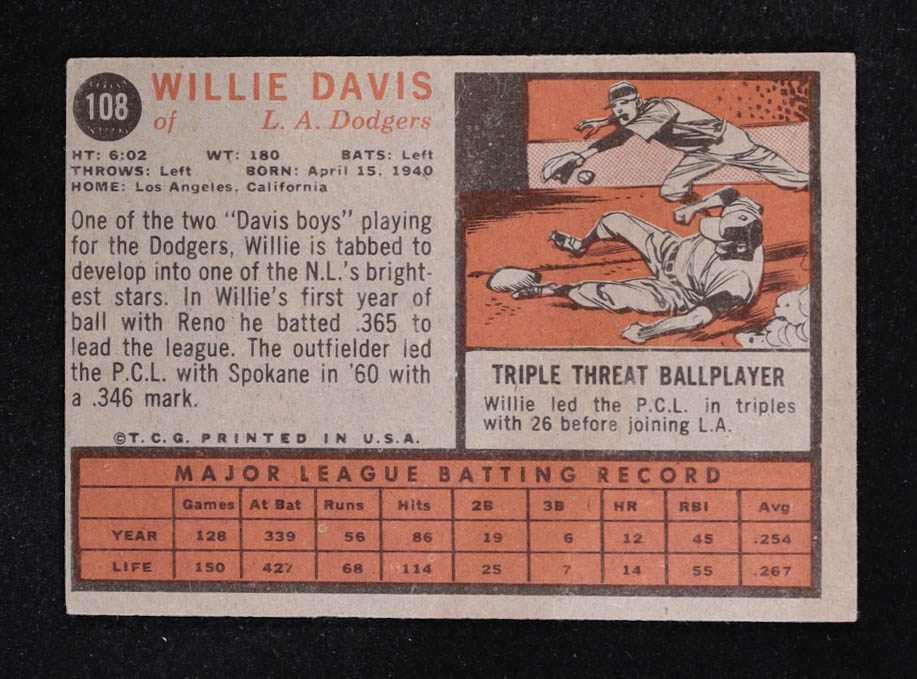 108
WILLIE DAVIS
of L. A. Dodgers
HT: 6:02 WT: 180 BATS: Left
THROWS: Left BORN: April 15, 1940
HOME: Los Angeles, California
One of the two "Davis boys" playing
for the Dodgers, Willie is tabbed to
develop into one of the N.L.'s bright-
est stars. In Willie's first year of
ball with Reno he batted .365 to
lead the league. The outfielder led
the P.C.L. with Spokane in '60 with
a .346 mark.
©T.C.G. PRINTED IN U.S.A.
TRIPLE THREAT BALLPLAYER
Willie led the P.C.L. in triples
with 26 before joining L.A.
MAJOR LEAGUE BATTING RECORD
Games At Bat Runs Hits 2B 3B HR RBI Avg
YEAR 128 339 56 86 19 6 12 45 .254
LIFE 150 427 68 114 25 7 14 55 .267